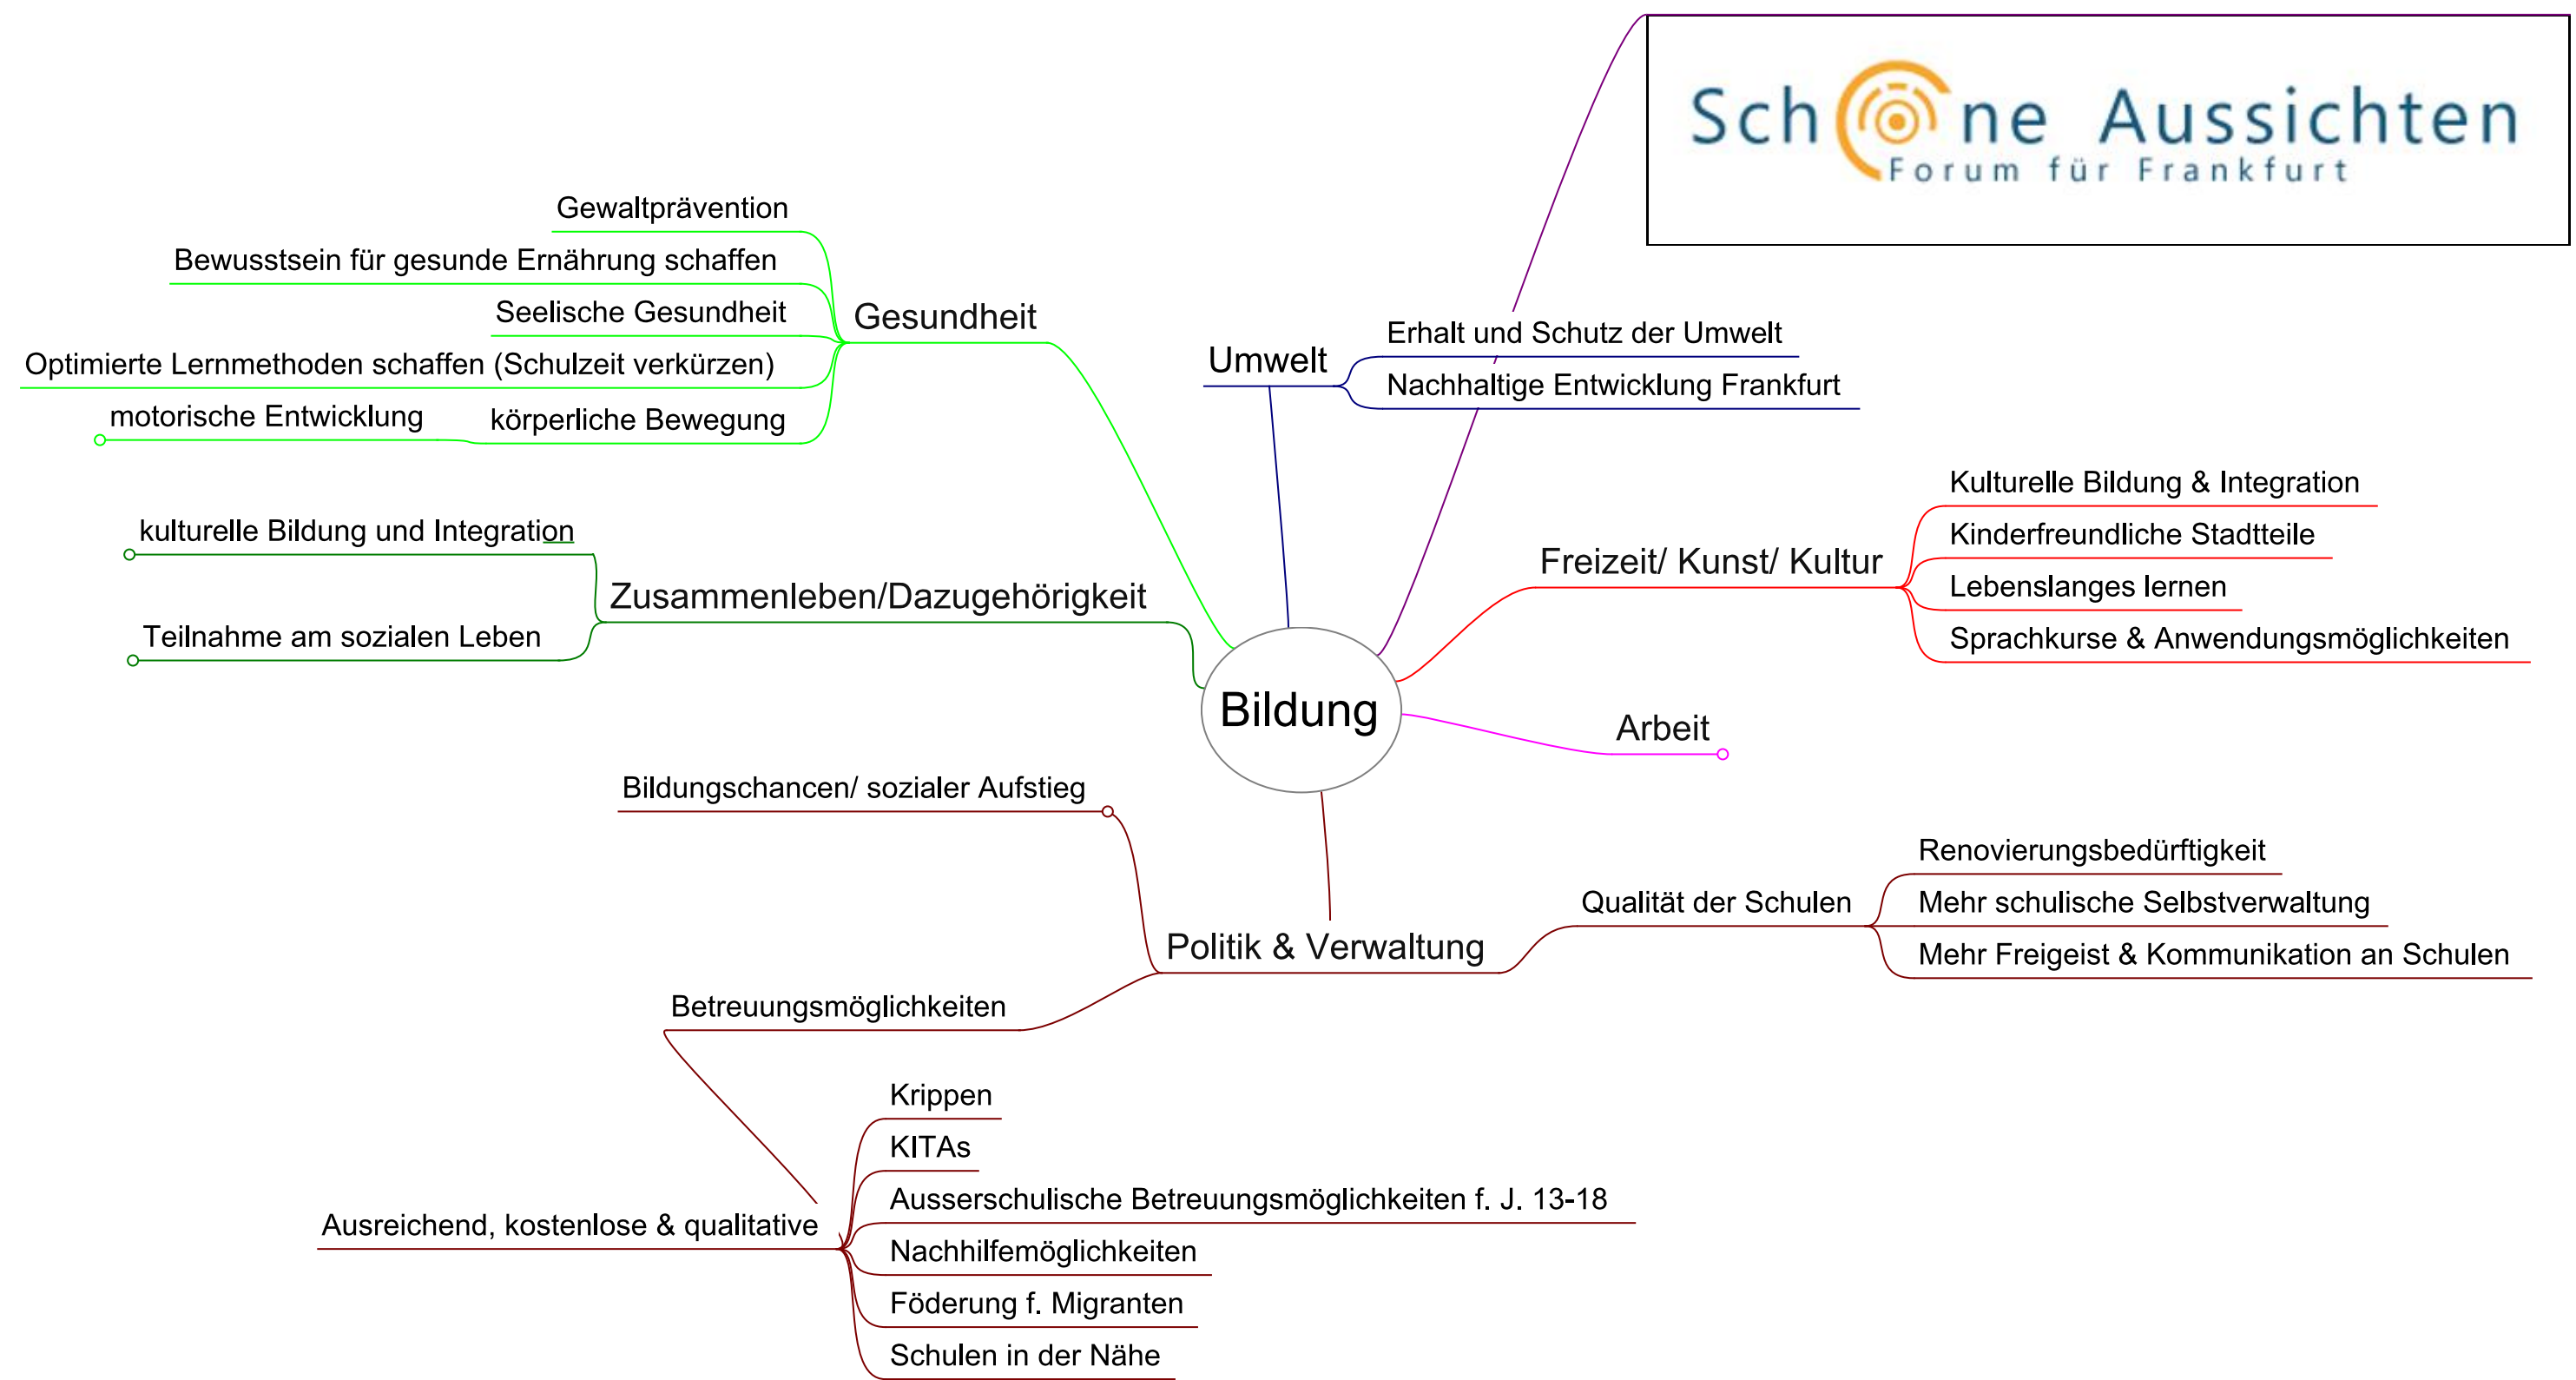 Schöne Aussichten
Forum für Frankfurt
Gewaltprävention
Bewusstsein für gesunde Ernährung schaffen
Seelische Gesundheit
Optimierte Lernmethoden schaffen (Schulzeit verkürzen)
motorische Entwicklung
körperliche Bewegung
Gesundheit
Umwelt
Erhalt und Schutz der Umwelt
Nachhaltige Entwicklung Frankfurt
kulturelle Bildung und Integration
Teilnahme am sozialen Leben
Zusammenleben/Dazugehörigkeit
Freizeit/ Kunst/ Kultur
Kulturelle Bildung & Integration
Kinderfreundliche Stadtteile
Lebenslanges lernen
Sprachkurse & Anwendungsmöglichkeiten
Bildung
Arbeit
Bildungschancen/ sozialer Aufstieg
Politik & Verwaltung
Qualität der Schulen
Renovierungsbedürftigkeit
Mehr schulische Selbstverwaltung
Mehr Freigeist & Kommunikation an Schulen
Betreuungsmöglichkeiten
Ausreichend, kostenlose & qualitative
Krippen
KITAs
Ausserschulische Betreuungsmöglichkeiten f. J. 13-18
Nachhilfemöglichkeiten
Föderung f. Migranten
Schulen in der Nähe